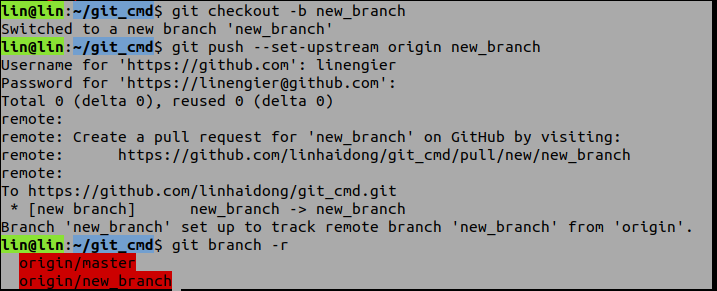 lin@lin:~/git_cmd$ git checkout -b new_branch
Switched to a new branch 'new_branch'
lin@lin:~/git_cmd$ git push --set-upstream origin new_branch
Username for 'https://github.com': linengier
Password for 'https://linengier@github.com':
Total 0 (delta 0), reused 0 (delta 0)
remote:
remote: Create a pull request for 'new_branch' on GitHub by visiting:
remote:      https://github.com/linhaidong/git_cmd/pull/new/new_branch
remote:
To https://github.com/linhaidong/git_cmd.git
 * [new branch]      new_branch -> new_branch
Branch 'new_branch' set up to track remote branch 'new_branch' from 'origin'.
lin@lin:~/git_cmd$ git branch -r
  origin/master
  origin/new_branch